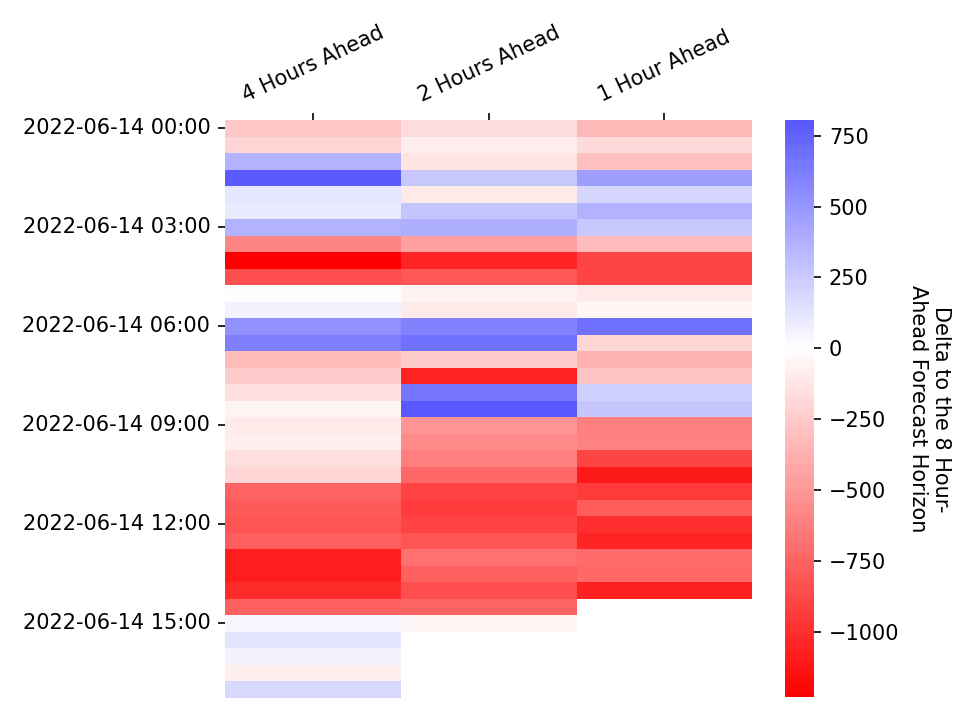 4 Hours Ahead
2 Hours Ahead
1 Hour Ahead
2022-06-14 00:00
2022-06-14 03:00
2022-06-14 06:00
2022-06-14 09:00
2022-06-14 12:00
2022-06-14 15:00
750
500
250
0
−250
−500
−750
−1000
Delta to the 8 Hour-
Ahead Forecast Horizon